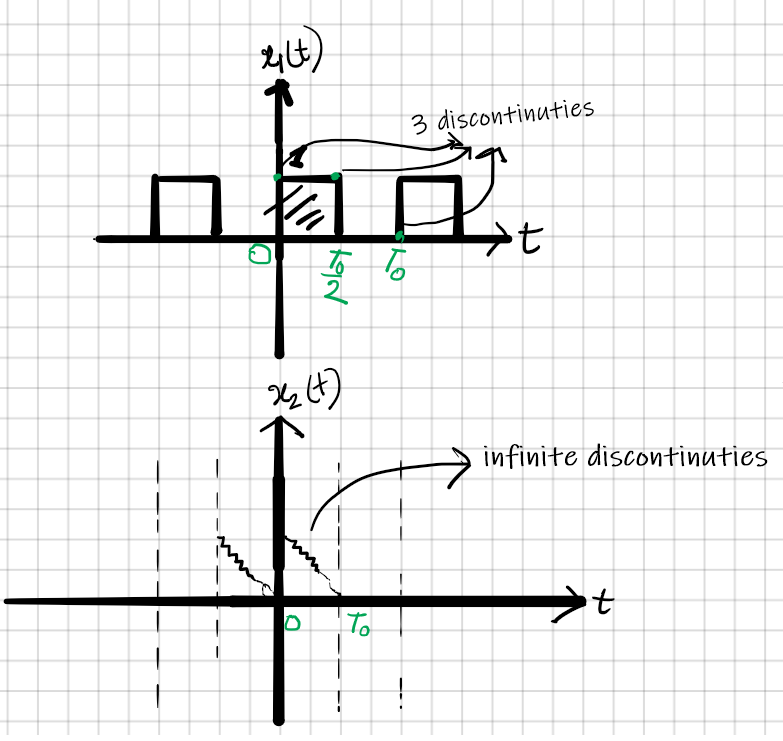 x₁(t)
3 discontinuties
1
t
0
T₀/2
T₀
x₂(t)
infinite discontinuties
t
0
T₀